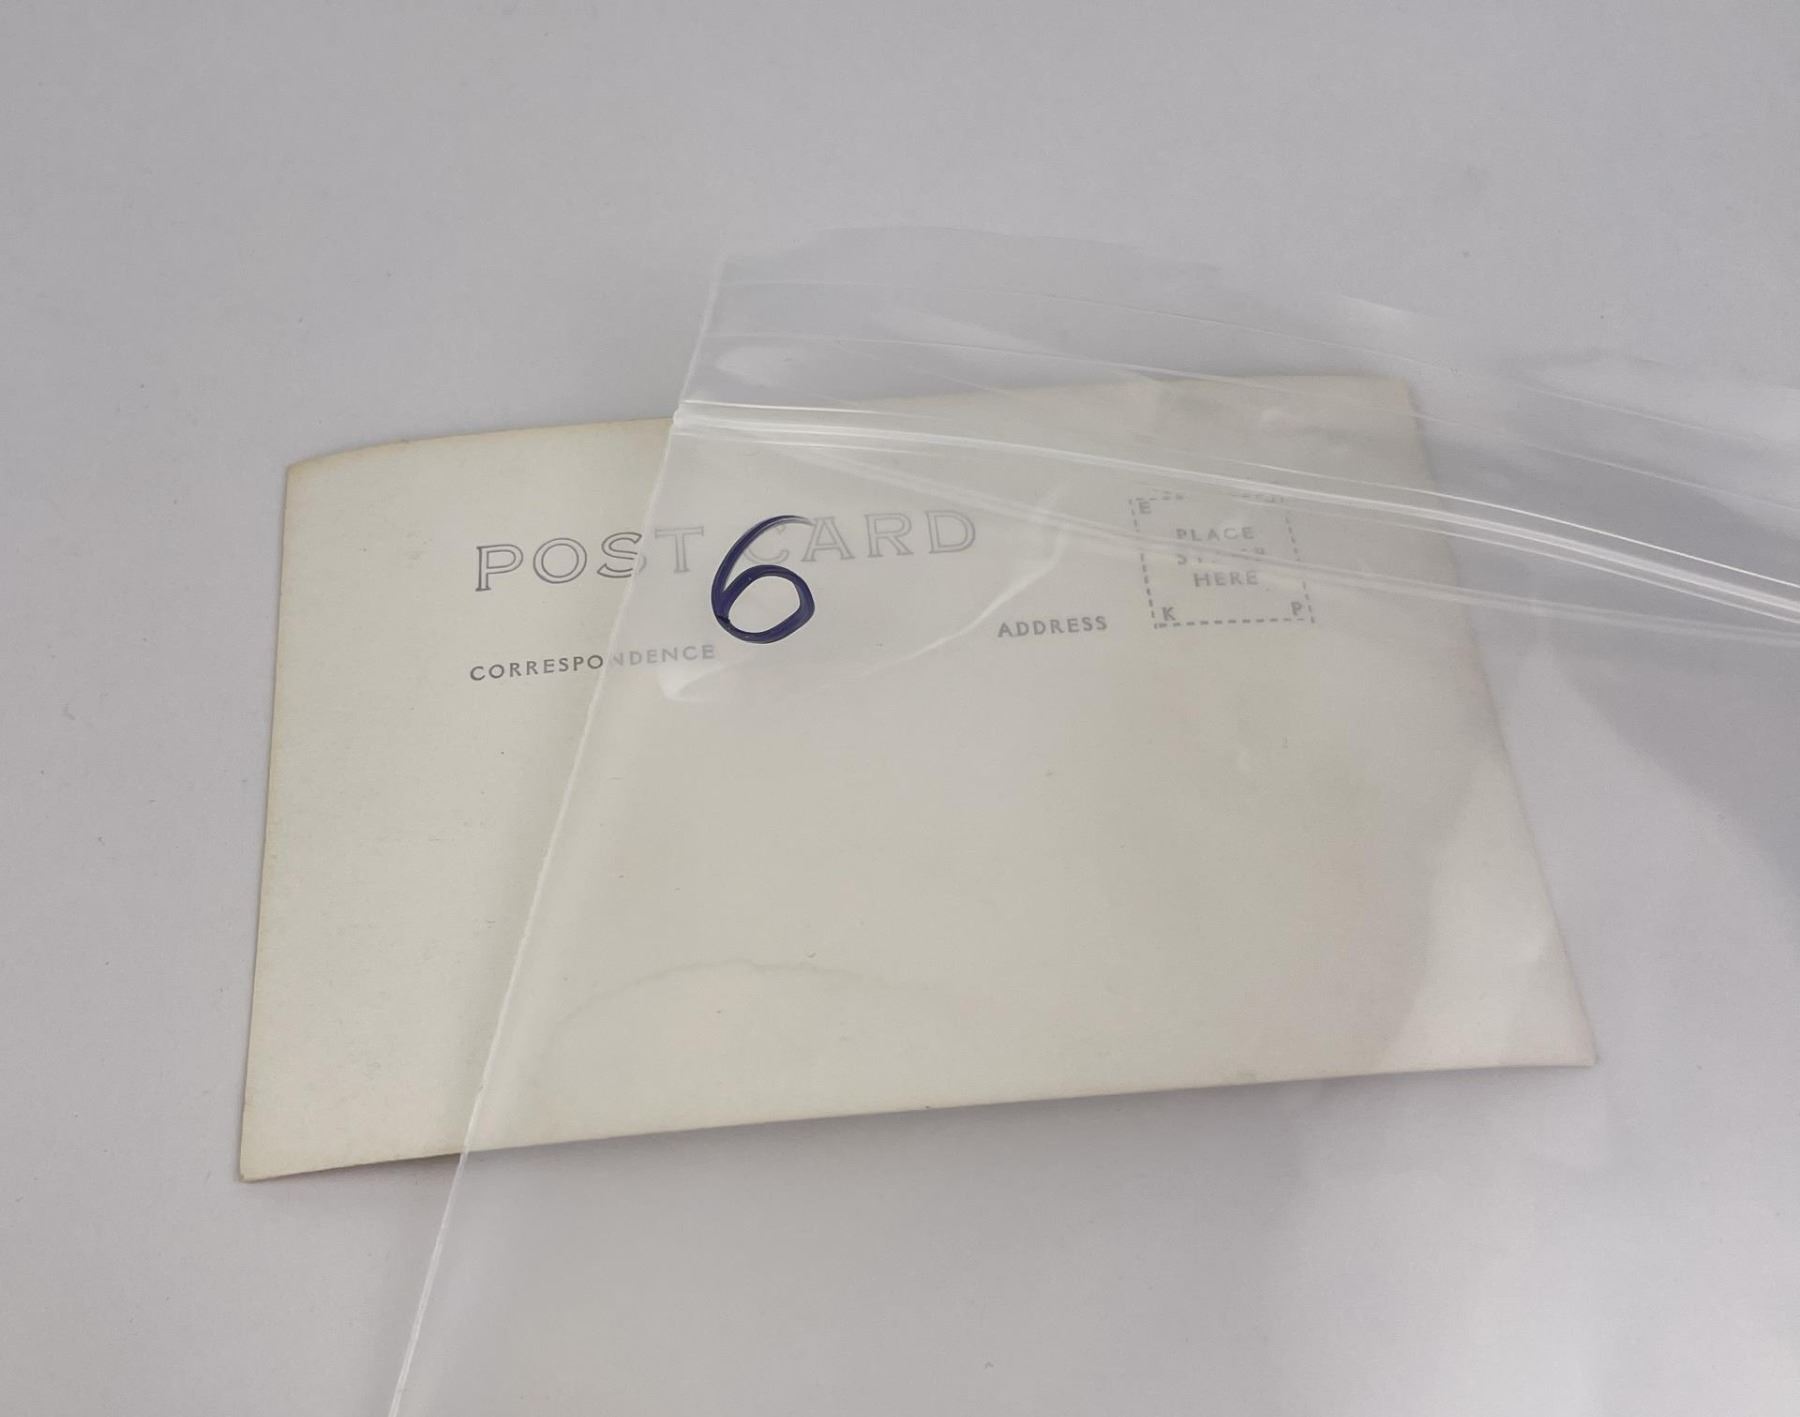 POST CARD
6
CORRESPONDENCE
ADDRESS
E
PLACE
HERE
K P